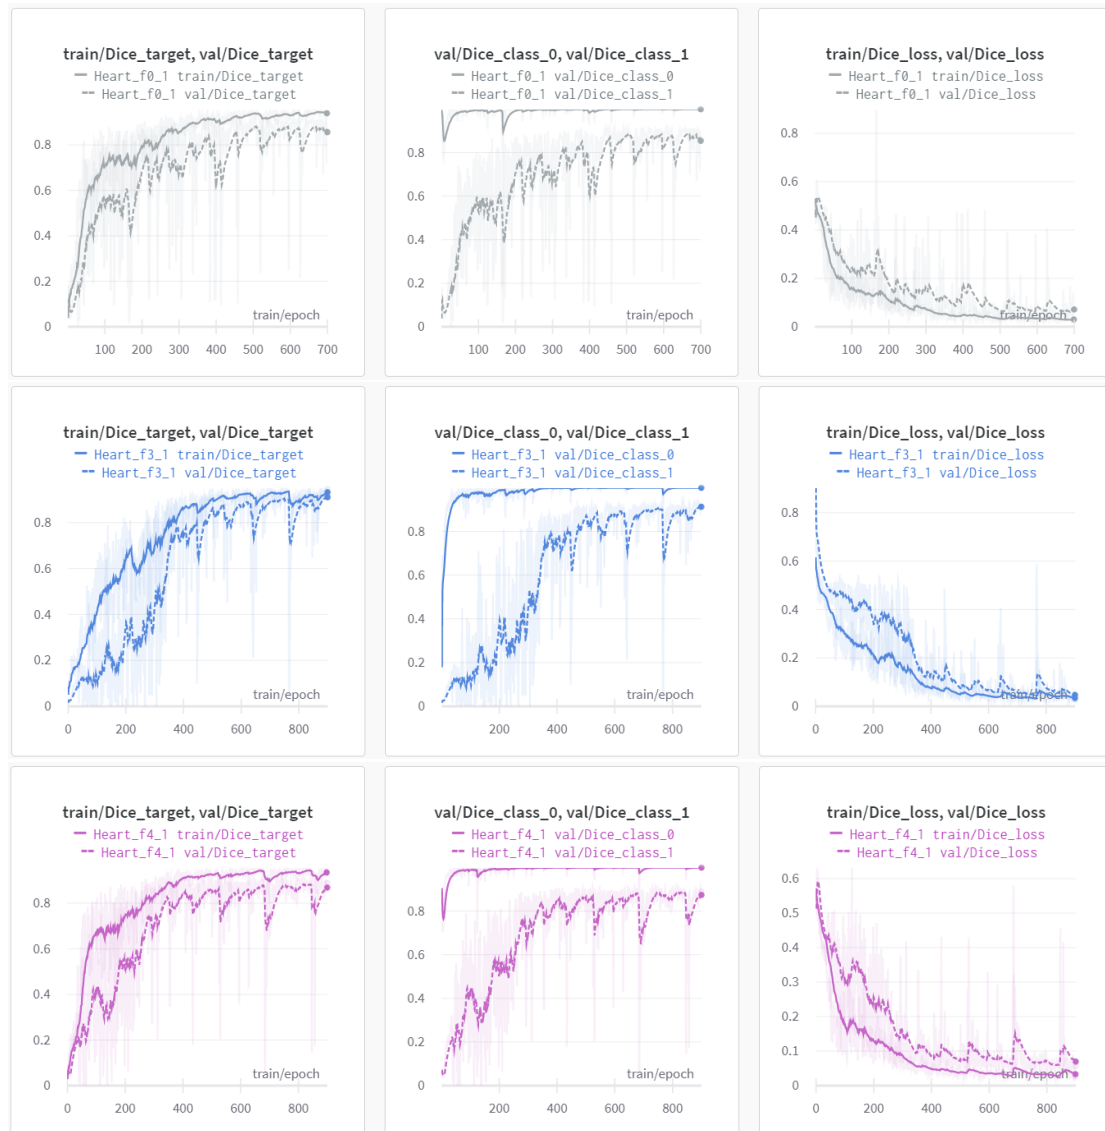 train/Dice_target, val/Dice_target
Heart_f0_1 train/Dice_target
Heart_f0_1 val/Dice_target
0.8
0.6
0.4
0.2
0
train/epoch
100 200 300 400 500 600 700
val/Dice_class_0, val/Dice_class_1
Heart_f0_1 val/Dice_class_0
Heart_f0_1 val/Dice_class_1
0.8
0.6
0.4
0.2
0
train/epoch
100 200 300 400 500 600 700
train/Dice_loss, val/Dice_loss
Heart_f0_1 train/Dice_loss
Heart_f0_1 val/Dice_loss
0.8
0.6
0.4
0.2
0
train/epoch
100 200 300 400 500 600 700
train/Dice_target, val/Dice_target
Heart_f3_1 train/Dice_target
Heart_f3_1 val/Dice_target
0.8
0.6
0.4
0.2
0
train/epoch
0 200 400 600 800
val/Dice_class_0, val/Dice_class_1
Heart_f3_1 val/Dice_class_0
Heart_f3_1 val/Dice_class_1
0.8
0.6
0.4
0.2
0
train/epoch
200 400 600 800
train/Dice_loss, val/Dice_loss
Heart_f3_1 train/Dice_loss
Heart_f3_1 val/Dice_loss
0.8
0.6
0.4
0.2
0
train/epoch
0 200 400 600 800
train/Dice_target, val/Dice_target
Heart_f4_1 train/Dice_target
Heart_f4_1 val/Dice_target
0.8
0.6
0.4
0.2
0
train/epoch
0 200 400 600 800
val/Dice_class_0, val/Dice_class_1
Heart_f4_1 val/Dice_class_0
Heart_f4_1 val/Dice_class_1
0.8
0.6
0.4
0.2
0
train/epoch
200 400 600 800
train/Dice_loss, val/Dice_loss
Heart_f4_1 train/Dice_loss
Heart_f4_1 val/Dice_loss
0.6
0.5
0.4
0.3
0.2
0.1
0
train/epoch
0 200 400 600 800